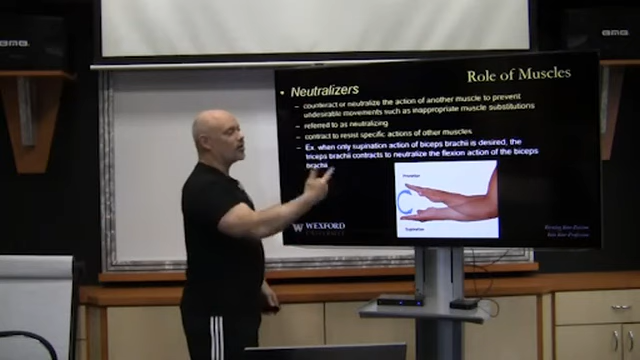 Role of Muscles
• Neutralizers
– counteract or neutralize the action of another muscle to prevent
undesirable movements such as inappropriate muscle substitutions
– referred to as neutralizing
– contract to resist specific actions of other muscles
– Ex. when only supination action of biceps brachii is desired, the
triceps brachii contracts to neutralize the flexion action of the biceps
brachii
Pronation
Supination
WEXFORD
UNIVERSITY